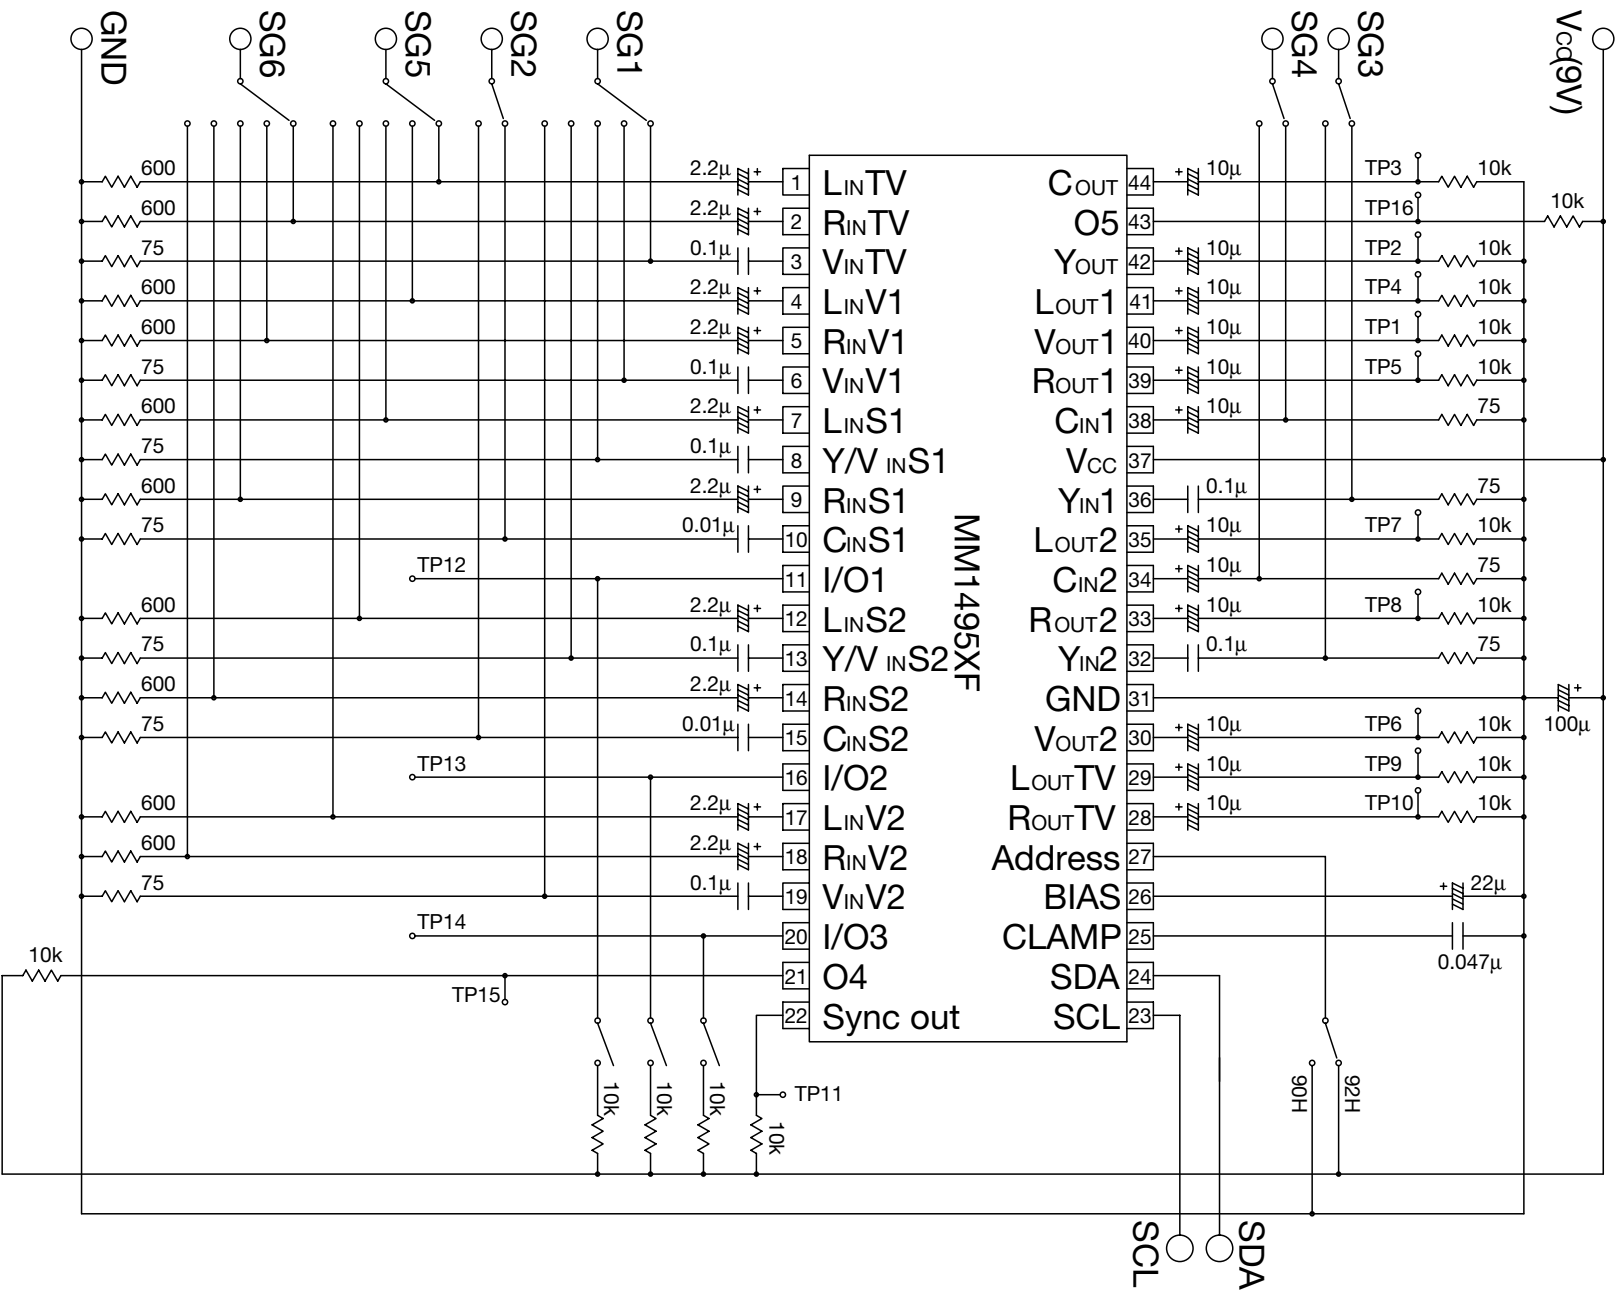 GND
SG6
SG5
SG2
SG1
SG4
SG3
Vcc(9V)
600 2.2μ + 1 LINTV COUT 44 + 10μ TP3 10k
600 2.2μ + 2 RINTV O5 43 TP16 10k
75 0.1μ 3 VINTV YOUT 42 + 10μ TP2 10k
600 2.2μ + 4 LINV1 LOUT1 41 + 10μ TP4 10k
600 2.2μ + 5 RINV1 VOUT1 40 + 10μ TP1 10k
75 0.1μ 6 VINV1 ROUT1 39 + 10μ TP5 10k
600 2.2μ + 7 LINS1 CIN1 38 + 10μ 75
75 0.1μ 8 Y/V INS1 VCC 37
600 2.2μ + 9 RINS1 YIN1 36 0.1μ 75
75 0.01μ 10 CINS1 LOUT2 35 + 10μ TP7 10k
TP12 11 I/O1 CIN2 34 + 10μ 75
600 2.2μ + 12 LINS2 ROUT2 33 + 10μ TP8 10k
75 0.1μ 13 Y/V INS2 YIN2 32 0.1μ 75
600 2.2μ + 14 RINS2 GND 31 + 100μ
75 0.01μ 15 CINS2 VOUT2 30 + 10μ TP6 10k
TP13 16 I/O2 LOUTTV 29 + 10μ TP9 10k
600 2.2μ + 17 LINV2 ROUTTV 28 + 10μ TP10 10k
600 2.2μ + 18 RINV2 Address 27
75 0.1μ 19 VINV2 BIAS 26 + 22μ
TP14 20 I/O3 CLAMP 25 0.047μ
10k TP15 21 O4 SDA 24
22 Sync out SCL 23
MM1495XF
10k
10k
10k
TP11
10k
90H
92H
SCL
SDA